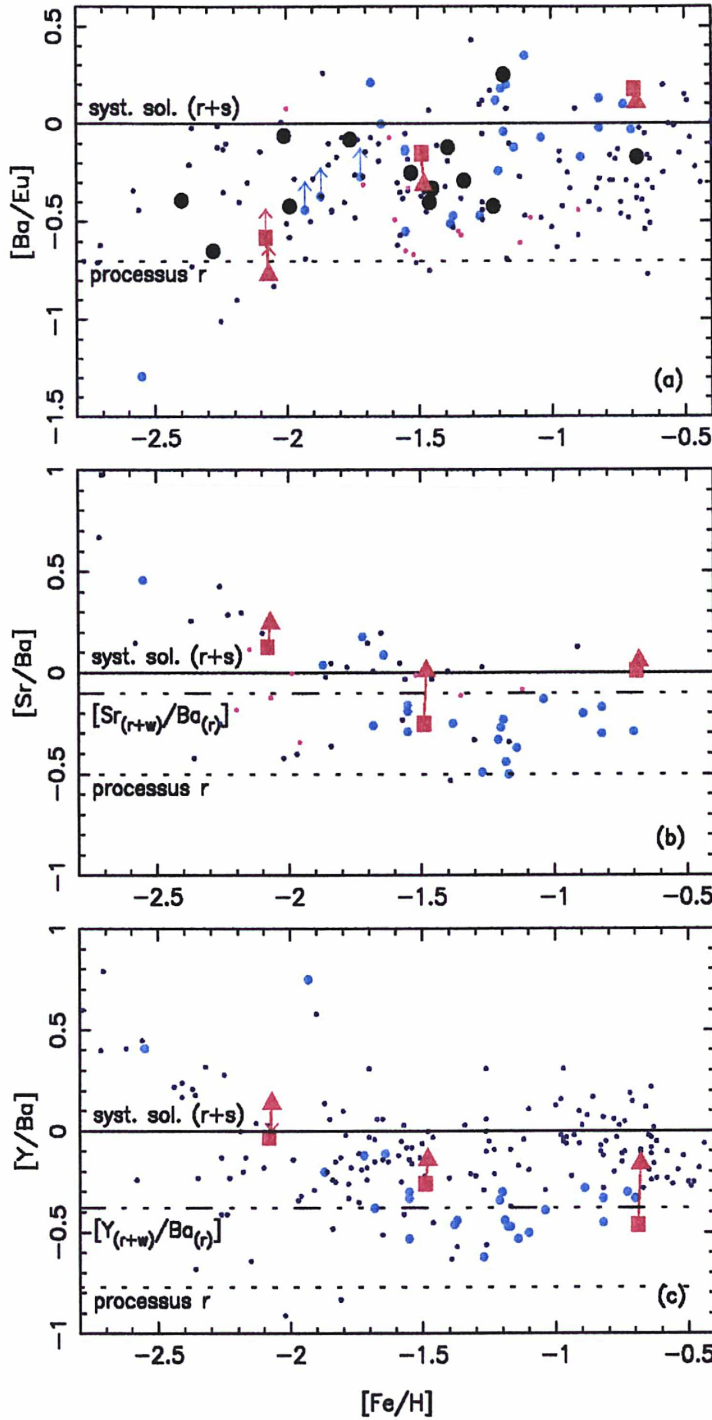 0.5
0
−0.5
−1
−1.5
[Ba/Eu]
syst. sol. (r+s)
processus r
(a)
−2.5 −2 −1.5 −1 −0.5
1
0.5
0
−0.5
−1
[Sr/Ba]
syst. sol. (r+s)
[Sr(r+w)/Ba(r)]
processus r
(b)
−2.5 −2 −1.5 −1 −0.5
1
0.5
0
−0.5
−1
[Y/Ba]
syst. sol. (r+s)
[Y(r+w)/Ba(r)]
processus r
(c)
−2.5 −2 −1.5 −1 −0.5
[Fe/H]